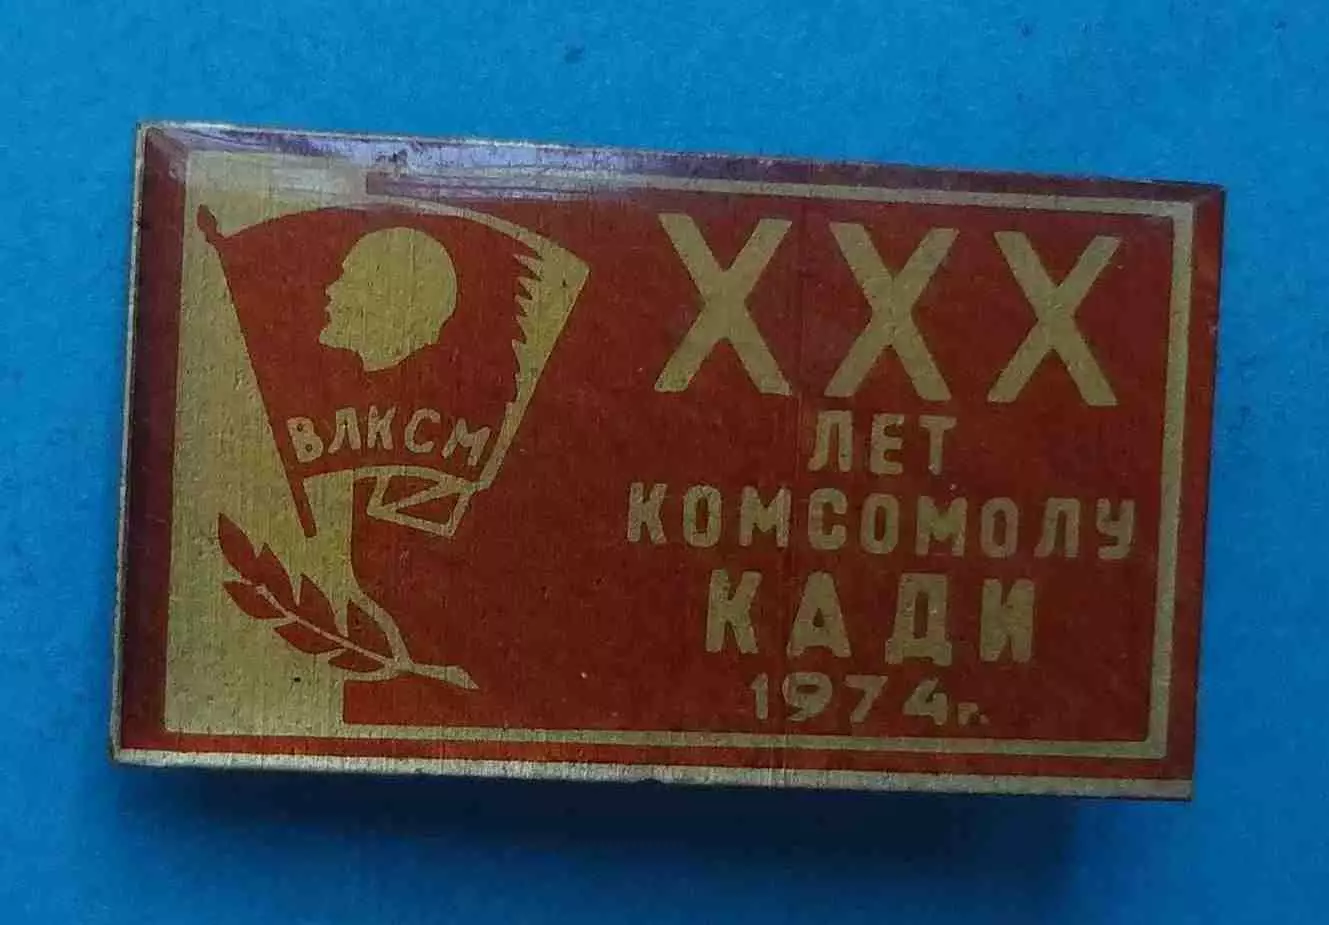 ВЛКСМ
XXX
ЛЕТ
КОМСОМОЛУ
КАДИ
1974г.